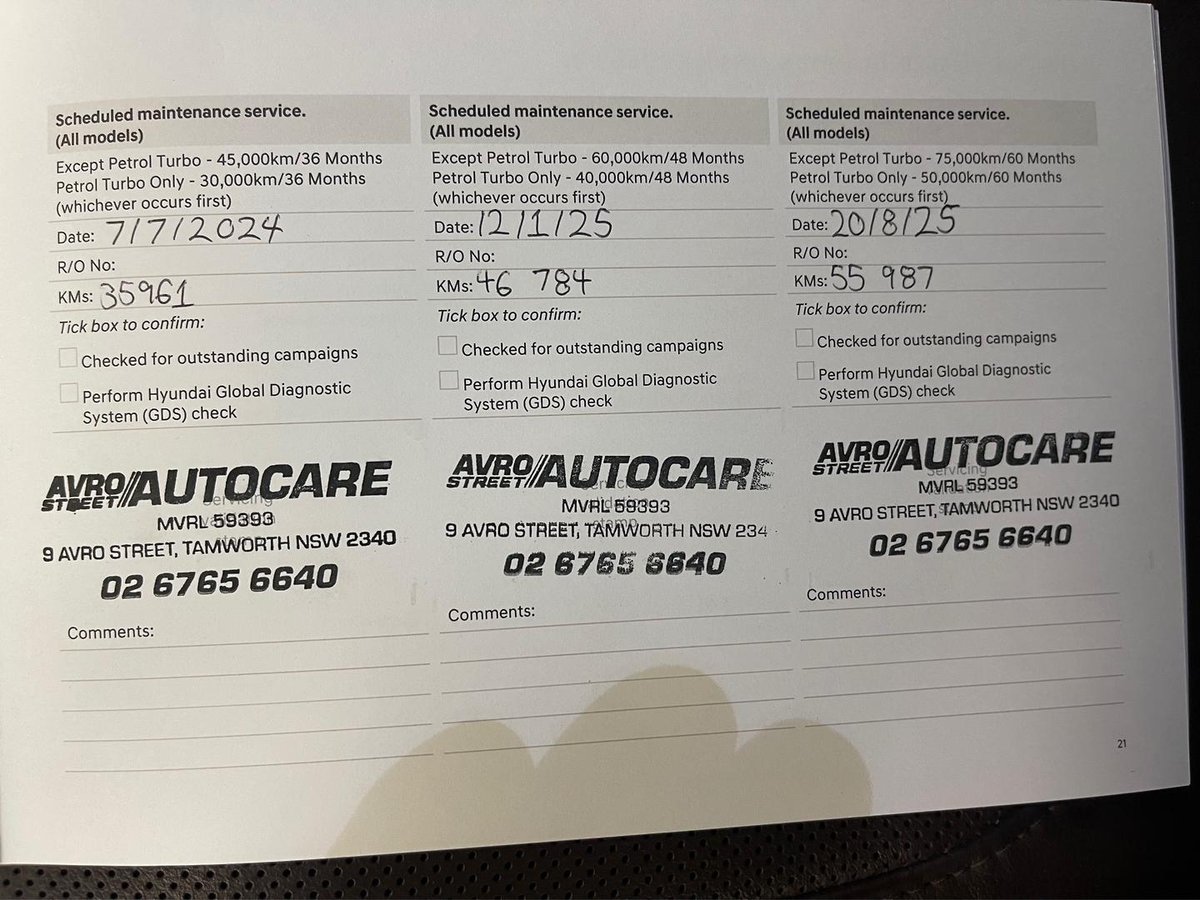 Scheduled maintenance service.
(All models)
Except Petrol Turbo - 45,000km/36 Months
Petrol Turbo Only - 30,000km/36 Months
(whichever occurs first)
Date: 7/7/2024
R/O No:
KMs: 35961
Tick box to confirm:
Checked for outstanding campaigns
Perform Hyundai Global Diagnostic
System (GDS) check
AVRO STREET//AUTOCARE
MVRL 59393
9 AVRO STREET, TAMWORTH NSW 2340
02 6765 6640
Comments:
Scheduled maintenance service.
(All models)
Except Petrol Turbo - 60,000km/48 Months
Petrol Turbo Only - 40,000km/48 Months
(whichever occurs first)
Date: 12/1/25
R/O No:
KMs: 46 784
Tick box to confirm:
Checked for outstanding campaigns
Perform Hyundai Global Diagnostic
System (GDS) check
AVRO STREET//AUTOCARE
MVRL 59393
9 AVRO STREET, TAMWORTH NSW 234
02 6765 6640
Comments:
Scheduled maintenance service.
(All models)
Except Petrol Turbo - 75,000km/60 Months
Petrol Turbo Only - 50,000km/60 Months
(whichever occurs first)
Date: 20/8/25
R/O No:
KMs: 55 987
Tick box to confirm:
Checked for outstanding campaigns
Perform Hyundai Global Diagnostic
System (GDS) check
AVRO STREET//AUTOCARE
Servicing
MVRL 59393
9 AVRO STREET, TAMWORTH NSW 2340
02 6765 6640
Comments:
21